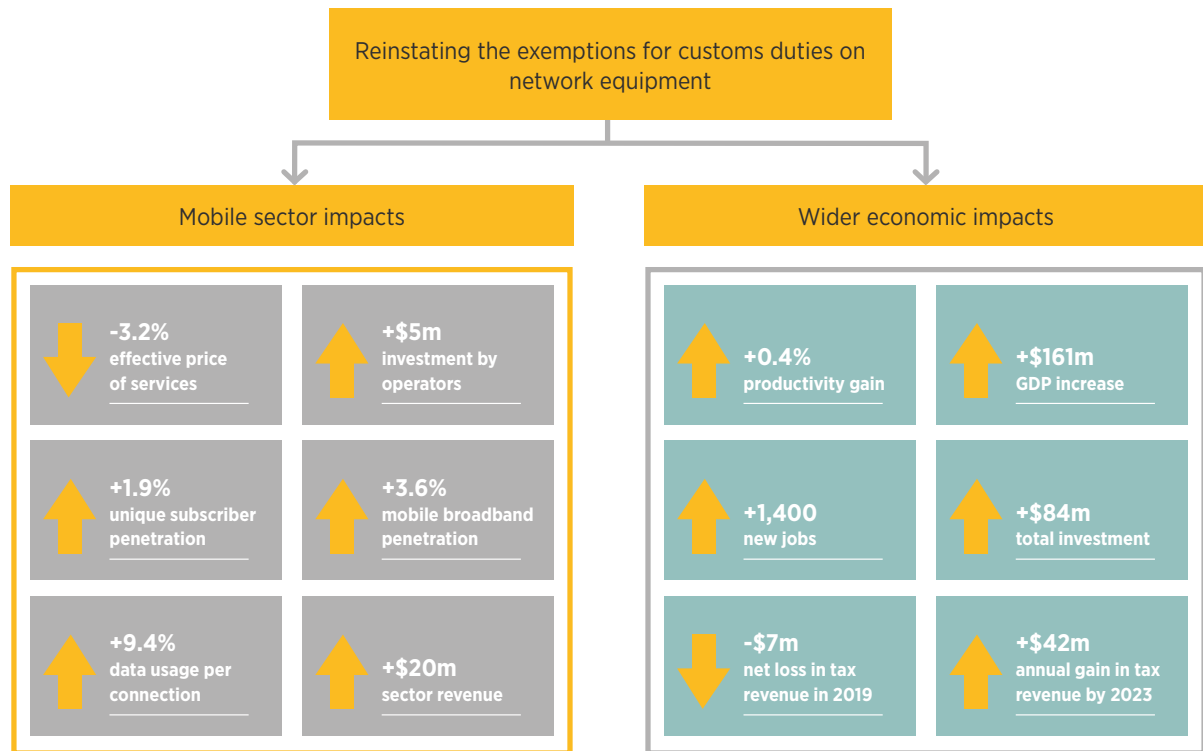 Reinstating the exemptions for customs duties on
network equipment
Mobile sector impacts
-3.2%
effective price
of services
+$5m
investment by
operators
+1.9%
unique subscriber
penetration
+3.6%
mobile broadband
penetration
+9.4%
data usage per
connection
+$20m
sector revenue
Wider economic impacts
+0.4%
productivity gain
+$161m
GDP increase
+1,400
new jobs
+$84m
total investment
-$7m
net loss in tax
revenue in 2019
+$42m
annual gain in tax
revenue by 2023